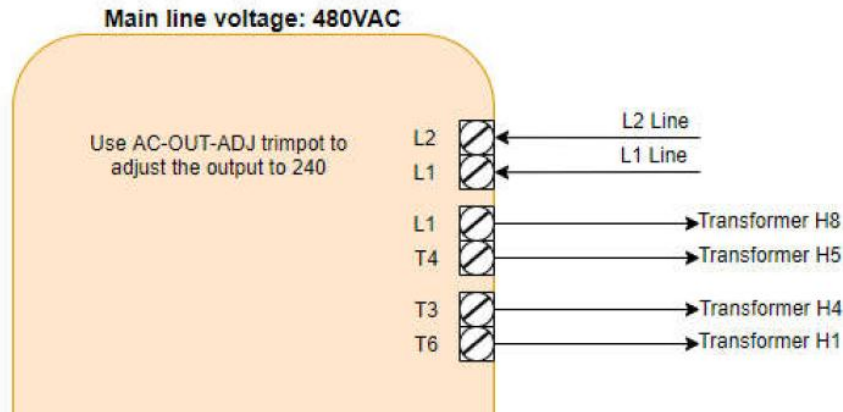 Main line voltage: 480VAC
Use AC-OUT-ADJ trimpot to
adjust the output to 240
L2
L2 Line
L1
L1 Line
L1
Transformer H8
T4
Transformer H5
T3
Transformer H4
T6
Transformer H1